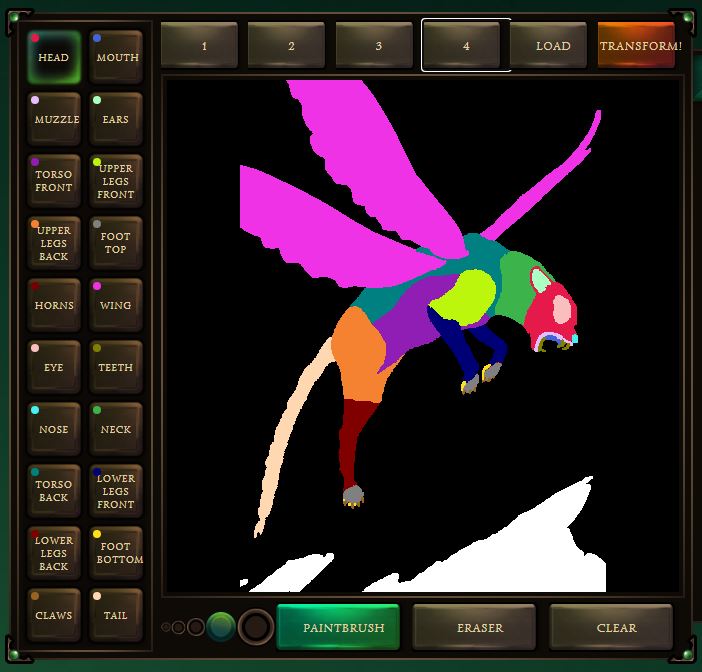 1
2
3
4
LOAD
TRANSFORM!
HEAD
MOUTH
MUZZLE
EARS
TORSO
FRONT
UPPER
LEGS
FRONT
UPPER
LEGS
BACK
FOOT
TOP
HORNS
WING
EYE
TEETH
NOSE
NECK
TORSO
BACK
LOWER
LEGS
FRONT
LOWER
LEGS
BACK
FOOT
BOTTOM
CLAWS
TAIL
PAINTBRUSH
ERASER
CLEAR